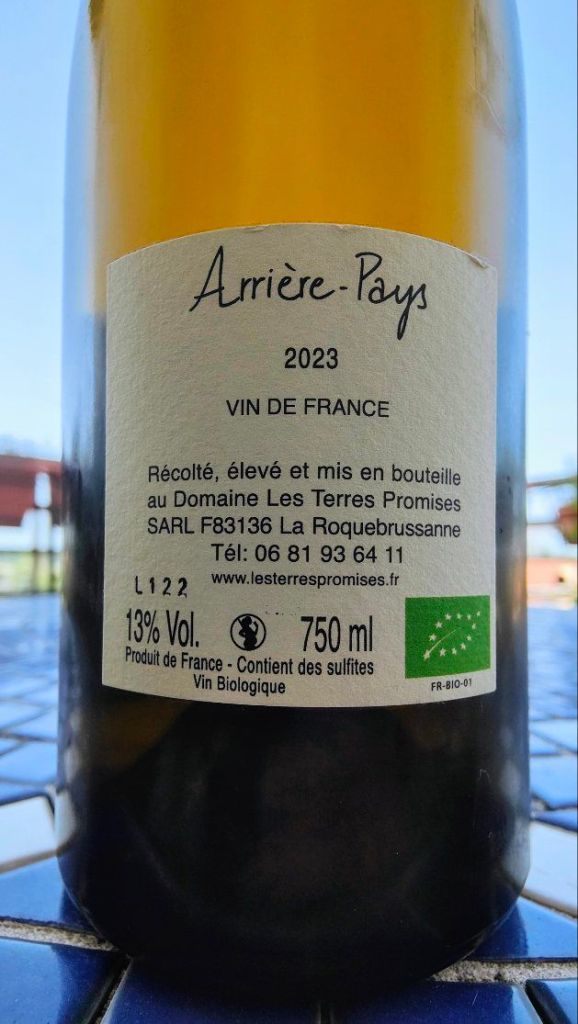 Arrière-Pays
2023
VIN DE FRANCE
Récolté, élevé et mis en bouteille
au Domaine Les Terres Promises
SARL F83136 La Roquebrussanne
Tél: 06 81 93 64 11
www.lesterrespromises.fr
L122
13% Vol. 750 ml
Produit de France - Contient des sulfites
Vin Biologique
FR-BIO-01